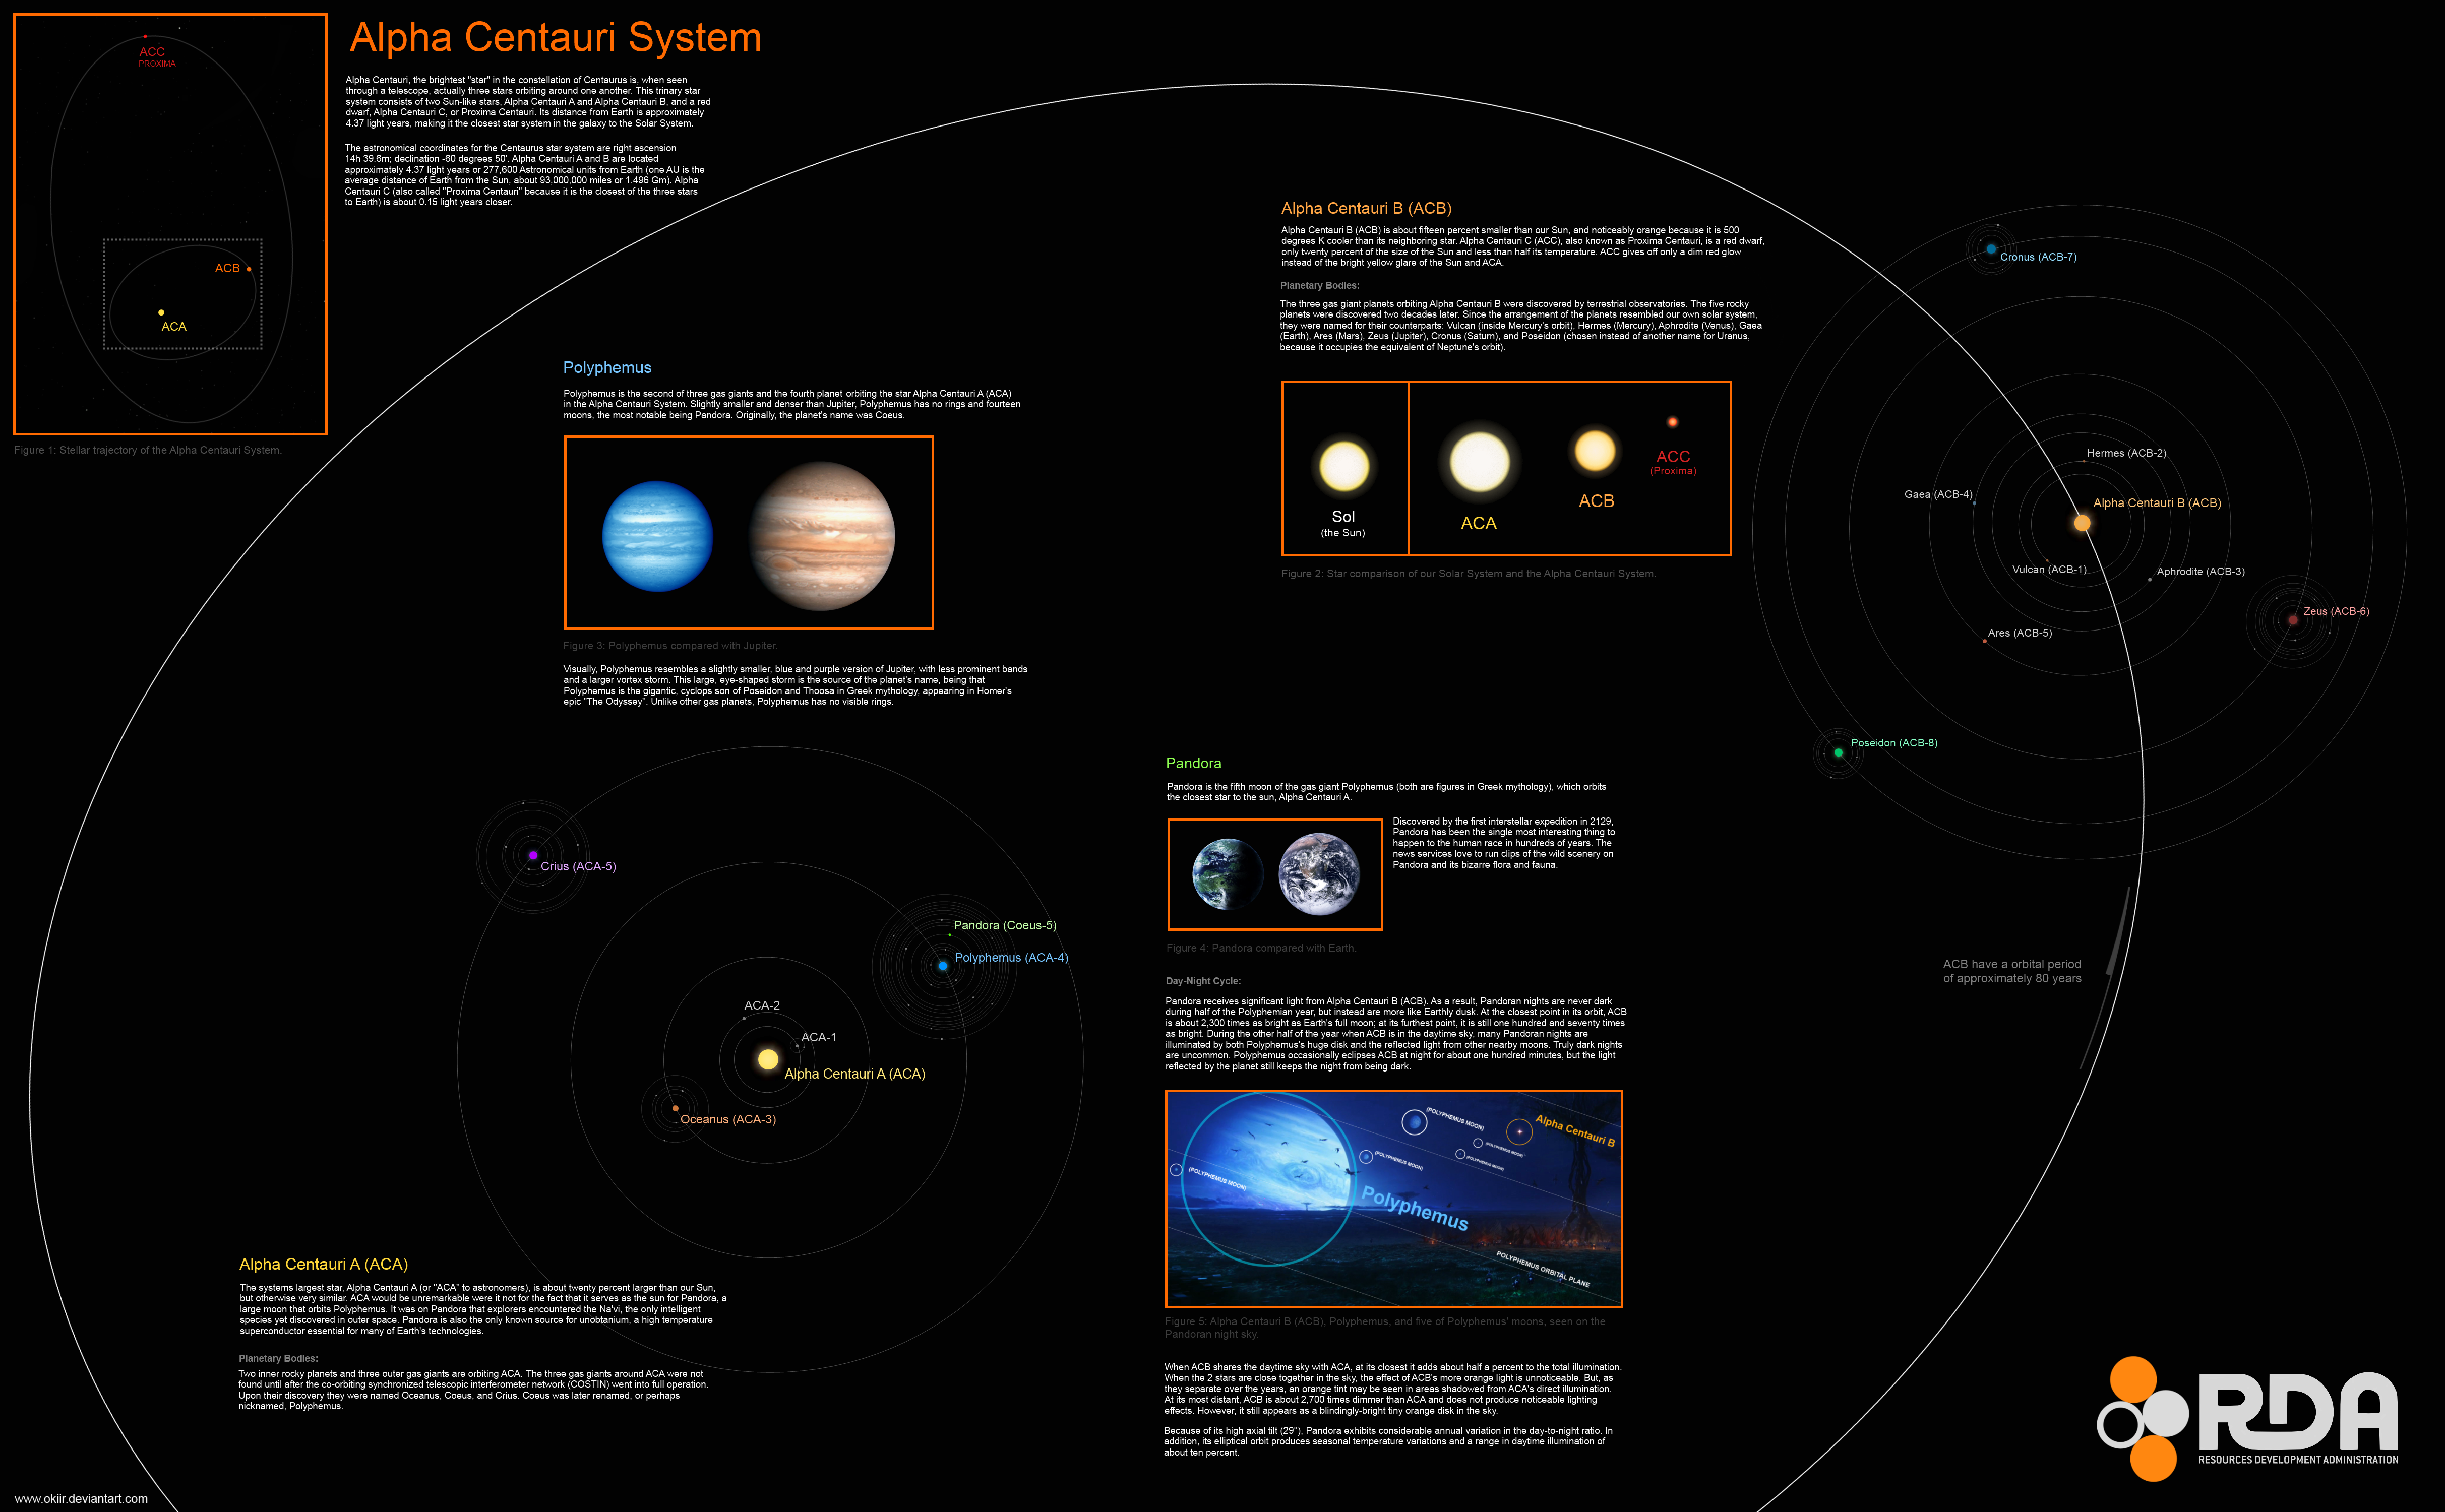 Alpha Centauri System
ACC
PROXIMA
ACB
ACA
Figure 1: Stellar trajectory of the Alpha Centauri System.
Alpha Centauri, the brightest "star" in the constellation of Centaurus is, when seen
through a telescope, actually three stars orbiting around one another. This trinary star
system consists of two Sun-like stars, Alpha Centauri A and Alpha Centauri B, and a red
dwarf, Alpha Centauri C, or Proxima Centauri. Its distance from Earth is approximately
4.37 light years, making it the closest star system in the galaxy to the Solar System.
The astronomical coordinates for the Centaurus star system are right ascension
14h 39.6m; declination -60 degrees 50'. Alpha Centauri A and B are located
approximately 4.37 light years or 277,600 Astronomical units from Earth (one AU is the
average distance of Earth from the Sun, about 93,000,000 miles or 1.496 Gm). Alpha
Centauri C (also called "Proxima Centauri" because it is the closest of the three stars
to Earth) is about 0.15 light years closer.
Polyphemus
Polyphemus is the second of three gas giants and the fourth planet orbiting the star Alpha Centauri A (ACA)
in the Alpha Centauri System. Slightly smaller and denser than Jupiter, Polyphemus has no rings and fourteen
moons, the most notable being Pandora. Originally, the planet's name was Coeus.
Figure 3: Polyphemus compared with Jupiter.
Visually, Polyphemus resembles a slightly smaller, blue and purple version of Jupiter, with less prominent bands
and a larger vortex storm. This large, eye-shaped storm is the source of the planet's name, being that
Polyphemus is the gigantic, cyclops son of Poseidon and Thoosa in Greek mythology, appearing in Homer's
epic "The Odyssey". Unlike other gas planets, Polyphemus has no visible rings.
Alpha Centauri B (ACB)
Alpha Centauri B (ACB) is about fifteen percent smaller than our Sun, and noticeably orange because it is 500
degrees K cooler than its neighboring star. Alpha Centauri C (ACC), also known as Proxima Centauri, is a red dwarf,
only twenty percent of the size of the Sun and less than half its temperature. ACC gives off only a dim red glow
instead of the bright yellow glare of the Sun and ACA.
Planetary Bodies:
The three gas giant planets orbiting Alpha Centauri B were discovered by terrestrial observatories. The five rocky
planets were discovered two decades later. Since the arrangement of the planets resembled our own solar system,
they were named for their counterparts: Vulcan (inside Mercury's orbit), Hermes (Mercury), Aphrodite (Venus), Gaea
(Earth), Ares (Mars), Zeus (Jupiter), Cronus (Saturn), and Poseidon (chosen instead of another name for Uranus,
because it occupies the equivalent of Neptune's orbit).
Sol
(the Sun)
ACA
ACB
ACC
(Proxima)
Figure 2: Star comparison of our Solar System and the Alpha Centauri System.
Cronus (ACB-7)
Hermes (ACB-2)
Gaea (ACB-4)
Alpha Centauri B (ACB)
Vulcan (ACB-1)
Aphrodite (ACB-3)
Zeus (ACB-6)
Ares (ACB-5)
Poseidon (ACB-8)
ACB have a orbital period
of approximately 80 years
Crius (ACA-5)
Pandora (Coeus-5)
Polyphemus (ACA-4)
ACA-2
ACA-1
Alpha Centauri A (ACA)
Oceanus (ACA-3)
Pandora
Pandora is the fifth moon of the gas giant Polyphemus (both are figures in Greek mythology), which orbits
the closest star to the sun, Alpha Centauri A.
Discovered by the first interstellar expedition in 2129,
Pandora has been the single most interesting thing to
happen to the human race in hundreds of years. The
news services love to run clips of the wild scenery on
Pandora and its bizarre flora and fauna.
Figure 4: Pandora compared with Earth.
Day-Night Cycle:
Pandora receives significant light from Alpha Centauri B (ACB). As a result, Pandoran nights are never dark
during half of the Polyphemian year, but instead are more like Earthly dusk. At the closest point in its orbit, ACB
is about 2,300 times as bright as Earth's full moon; at its furthest point, it is still one hundred and seventy times
as bright. During the other half of the year when ACB is in the daytime sky, many Pandoran nights are
illuminated by both Polyphemus's huge disk and the reflected light from other nearby moons. Truly dark nights
are uncommon. Polyphemus occasionally eclipses ACB at night for about one hundred minutes, but the light
reflected by the planet still keeps the night from being dark.
(POLYPHEMUS MOON)
Alpha Centauri B
(POLYPHEMUS MOON)
(POLYPHEMUS MOON)
(POLYPHEMUS MOON)
(POLYPHEMUS MOON)
Polyphemus
POLYPHEMUS ORBITAL PLANE
Figure 5: Alpha Centauri B (ACB), Polyphemus, and five of Polyphemus' moons, seen on the
Pandoran night sky.
When ACB shares the daytime sky with ACA, at its closest it adds about half a percent to the total illumination.
When the 2 stars are close together in the sky, the effect of ACB's more orange light is unnoticeable. But, as
they separate over the years, an orange tint may be seen in areas shadowed from ACA's direct illumination.
At its most distant, ACB is about 2,700 times dimmer than ACA and does not produce noticeable lighting
effects. However, it still appears as a blindingly-bright tiny orange disk in the sky.
Because of its high axial tilt (29°), Pandora exhibits considerable annual variation in the day-to-night ratio. In
addition, its elliptical orbit produces seasonal temperature variations and a range in daytime illumination of
about ten percent.
Alpha Centauri A (ACA)
The systems largest star, Alpha Centauri A (or "ACA" to astronomers), is about twenty percent larger than our Sun,
but otherwise very similar. ACA would be unremarkable were it not for the fact that it serves as the sun for Pandora, a
large moon that orbits Polyphemus. It was on Pandora that explorers encountered the Na'vi, the only intelligent
species yet discovered in outer space. Pandora is also the only known source for unobtanium, a high temperature
superconductor essential for many of Earth's technologies.
Planetary Bodies:
Two inner rocky planets and three outer gas giants are orbiting ACA. The three gas giants around ACA were not
found until after the co-orbiting synchronized telescopic interferometer network (COSTIN) went into full operation.
Upon their discovery they were named Oceanus, Coeus, and Crius. Coeus was later renamed, or perhaps
nicknamed, Polyphemus.
RDA
RESOURCES DEVELOPMENT ADMINISTRATION
www.okiir.deviantart.com